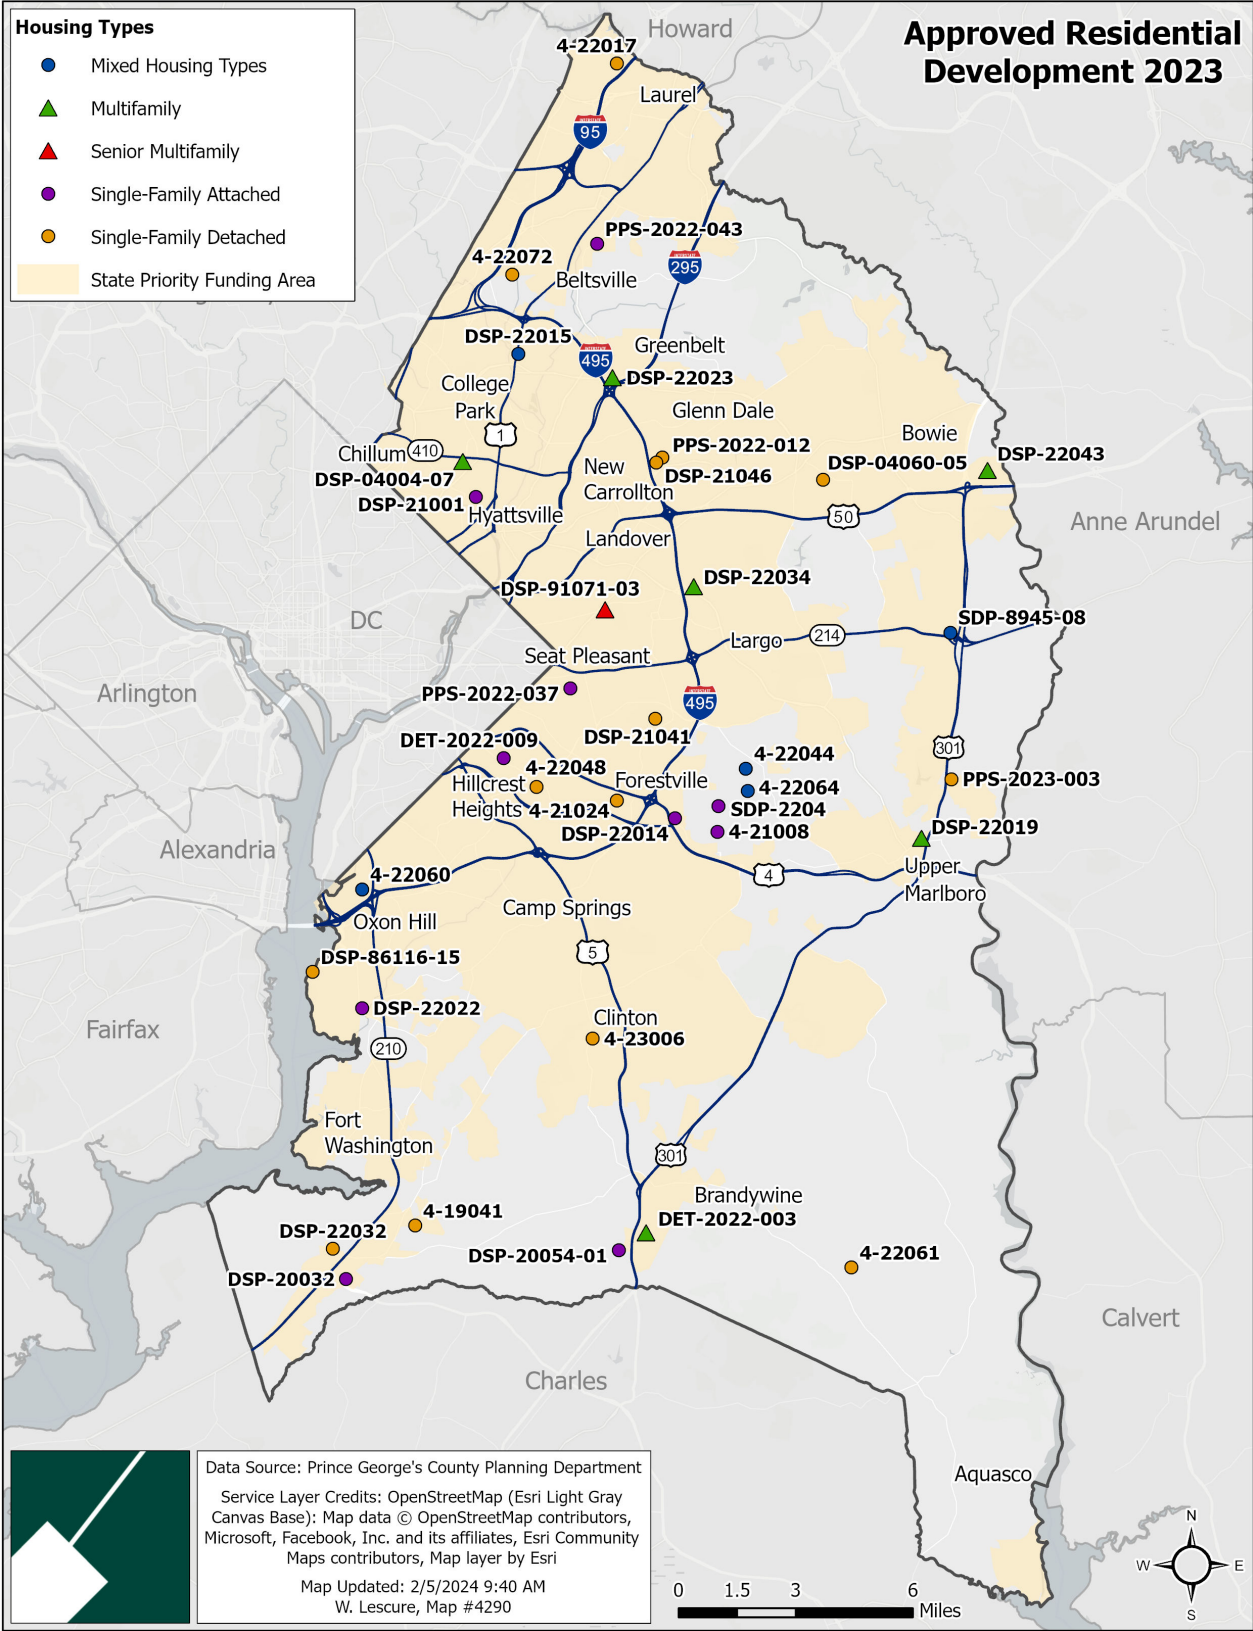 Approved Residential
Development 2023
Housing Types
Mixed Housing Types
Multifamily
Senior Multifamily
Single-Family Attached
Single-Family Detached
State Priority Funding Area
Howard
4-22017
Laurel
INTERSTATE
95
PPS-2022-043
4-22072
INTERSTATE
295
Beltsville
DSP-22015
Greenbelt
INTERSTATE
495
DSP-22023
College
Park
Glenn Dale
1
Bowie
Chillum
410
PPS-2022-012
DSP-22043
DSP-04060-05
New
Carrollton
DSP-21046
DSP-04004-07
DSP-21001
Hyattsville
50
Anne Arundel
Landover
DSP-22034
DSP-91071-03
DC
SDP-8945-08
214
Largo
Seat Pleasant
Arlington
PPS-2022-037
INTERSTATE
495
DSP-21041
DET-2022-009
301
4-22044
4-22048
Forestville
PPS-2023-003
Hillcrest
Heights
4-22064
4-21024
SDP-2204
DSP-22014
4-21008
DSP-22019
Alexandria
Upper
Marlboro
4-22060
4
Camp Springs
Oxon Hill
5
DSP-86116-15
DSP-22022
Clinton
4-23006
Fairfax
210
Fort
Washington
301
Brandywine
4-19041
DET-2022-003
DSP-22032
DSP-20054-01
4-22061
DSP-20032
Calvert
Charles
Aquasco
Data Source: Prince George's County Planning Department
Service Layer Credits: OpenStreetMap (Esri Light Gray
Canvas Base): Map data © OpenStreetMap contributors,
Microsoft, Facebook, Inc. and its affiliates, Esri Community
Maps contributors, Map layer by Esri
Map Updated: 2/5/2024 9:40 AM
W. Lescure, Map #4290
0 1.5 3 6
Miles
N
W E
S